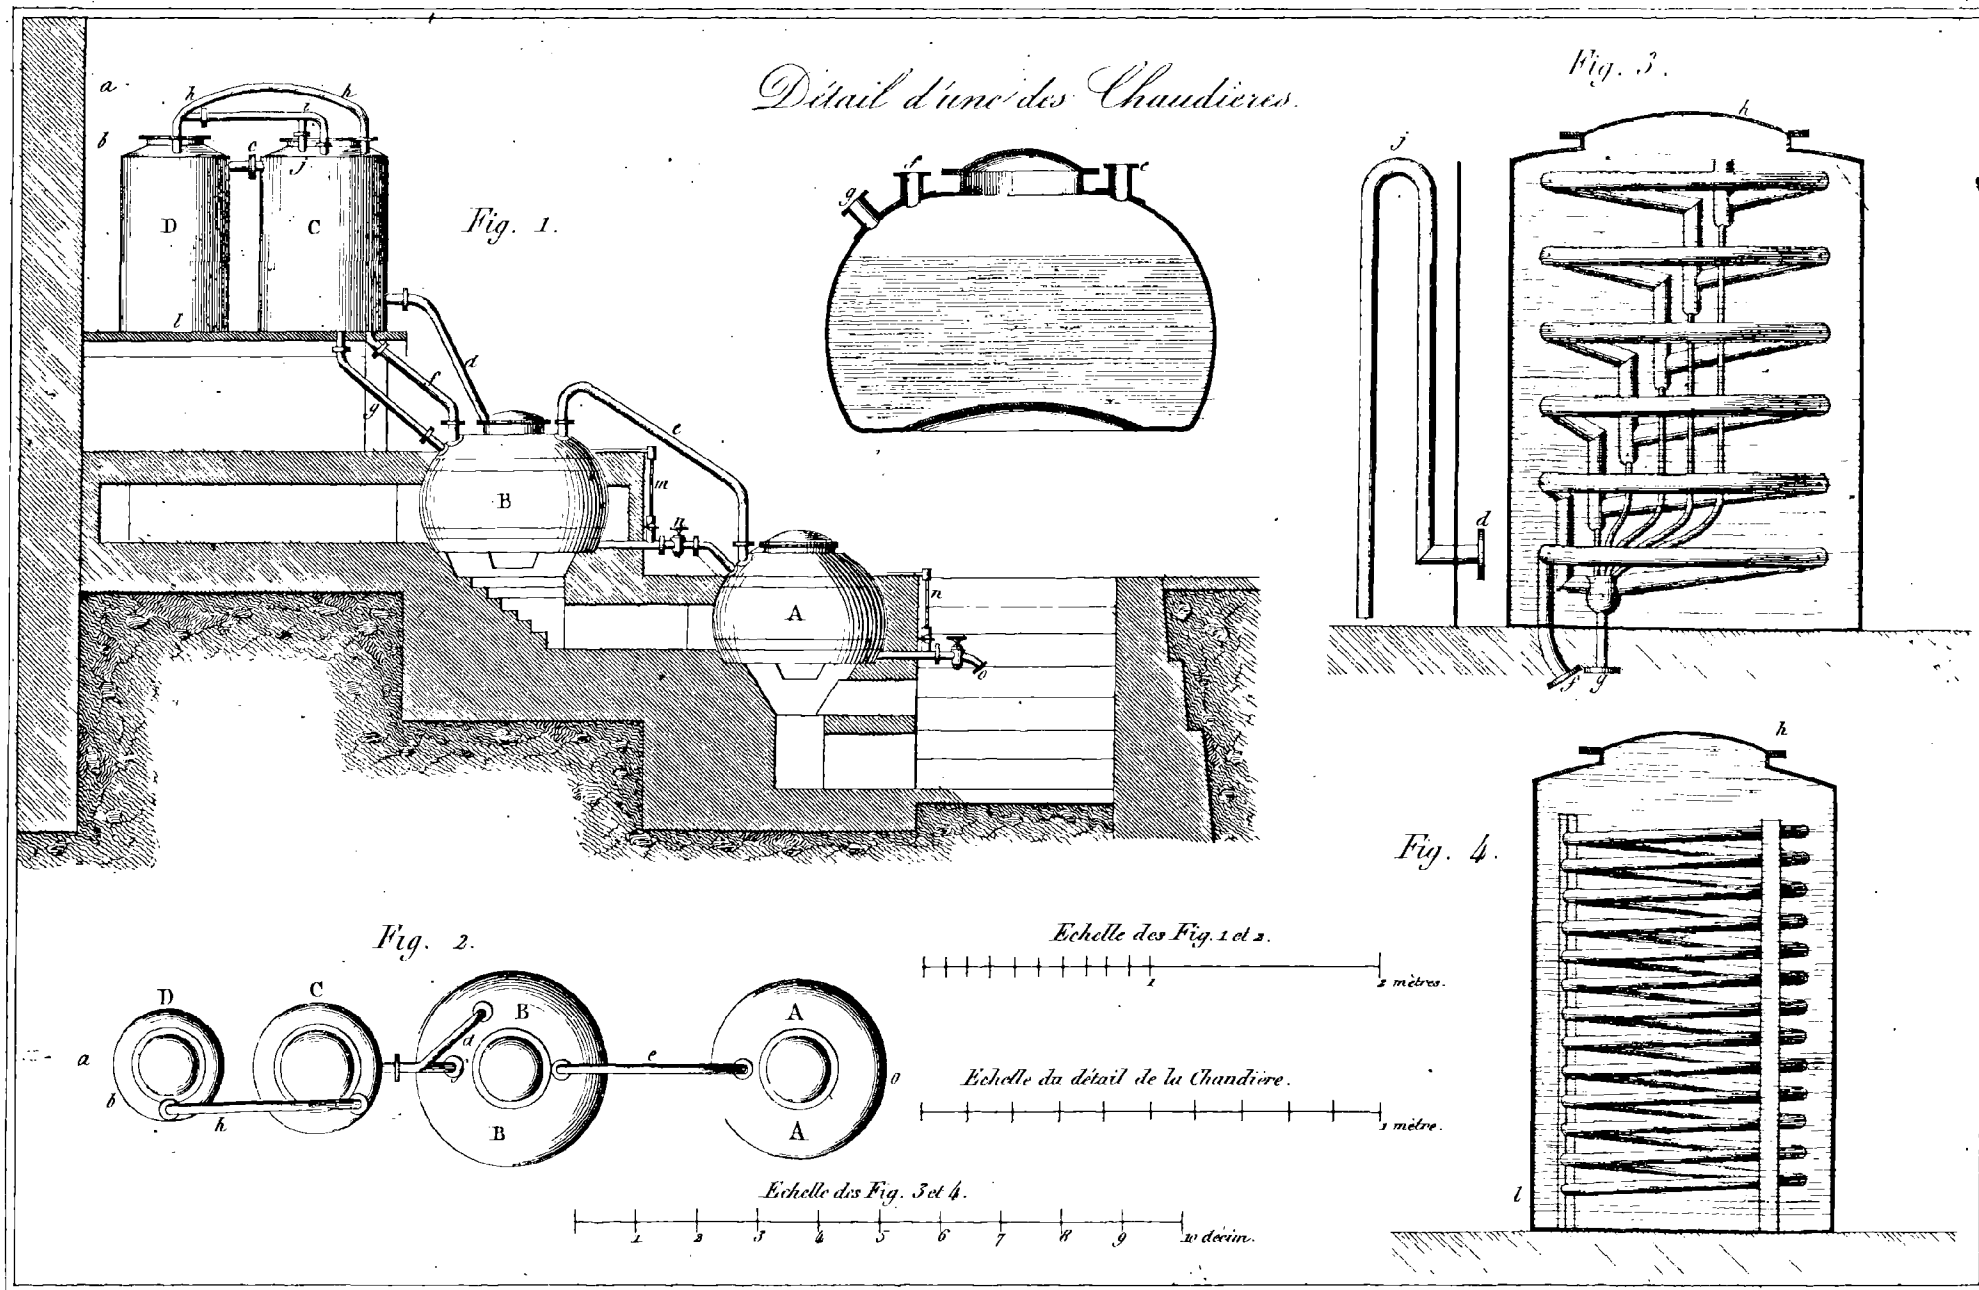 Détail d'une des Chaudières.
Fig. 3.
a
h
h
i
b
c
j
D
C
Fig. 1.
l
d
f
g
e
B
m
n
A
n
o
g
f
e
h
j
d
f
g
h
Fig. 4.
l
Fig. 2.
D
C
B
A
a
d
e
o
b
h
B
A
Echelle des Fig. 1 et 2.
1
2 mètres.
Echelle du détail de la Chaudière.
1 mètre.
Echelle des Fig. 3 et 4.
1 2 3 4 5 6 7 8 9 10 décim.